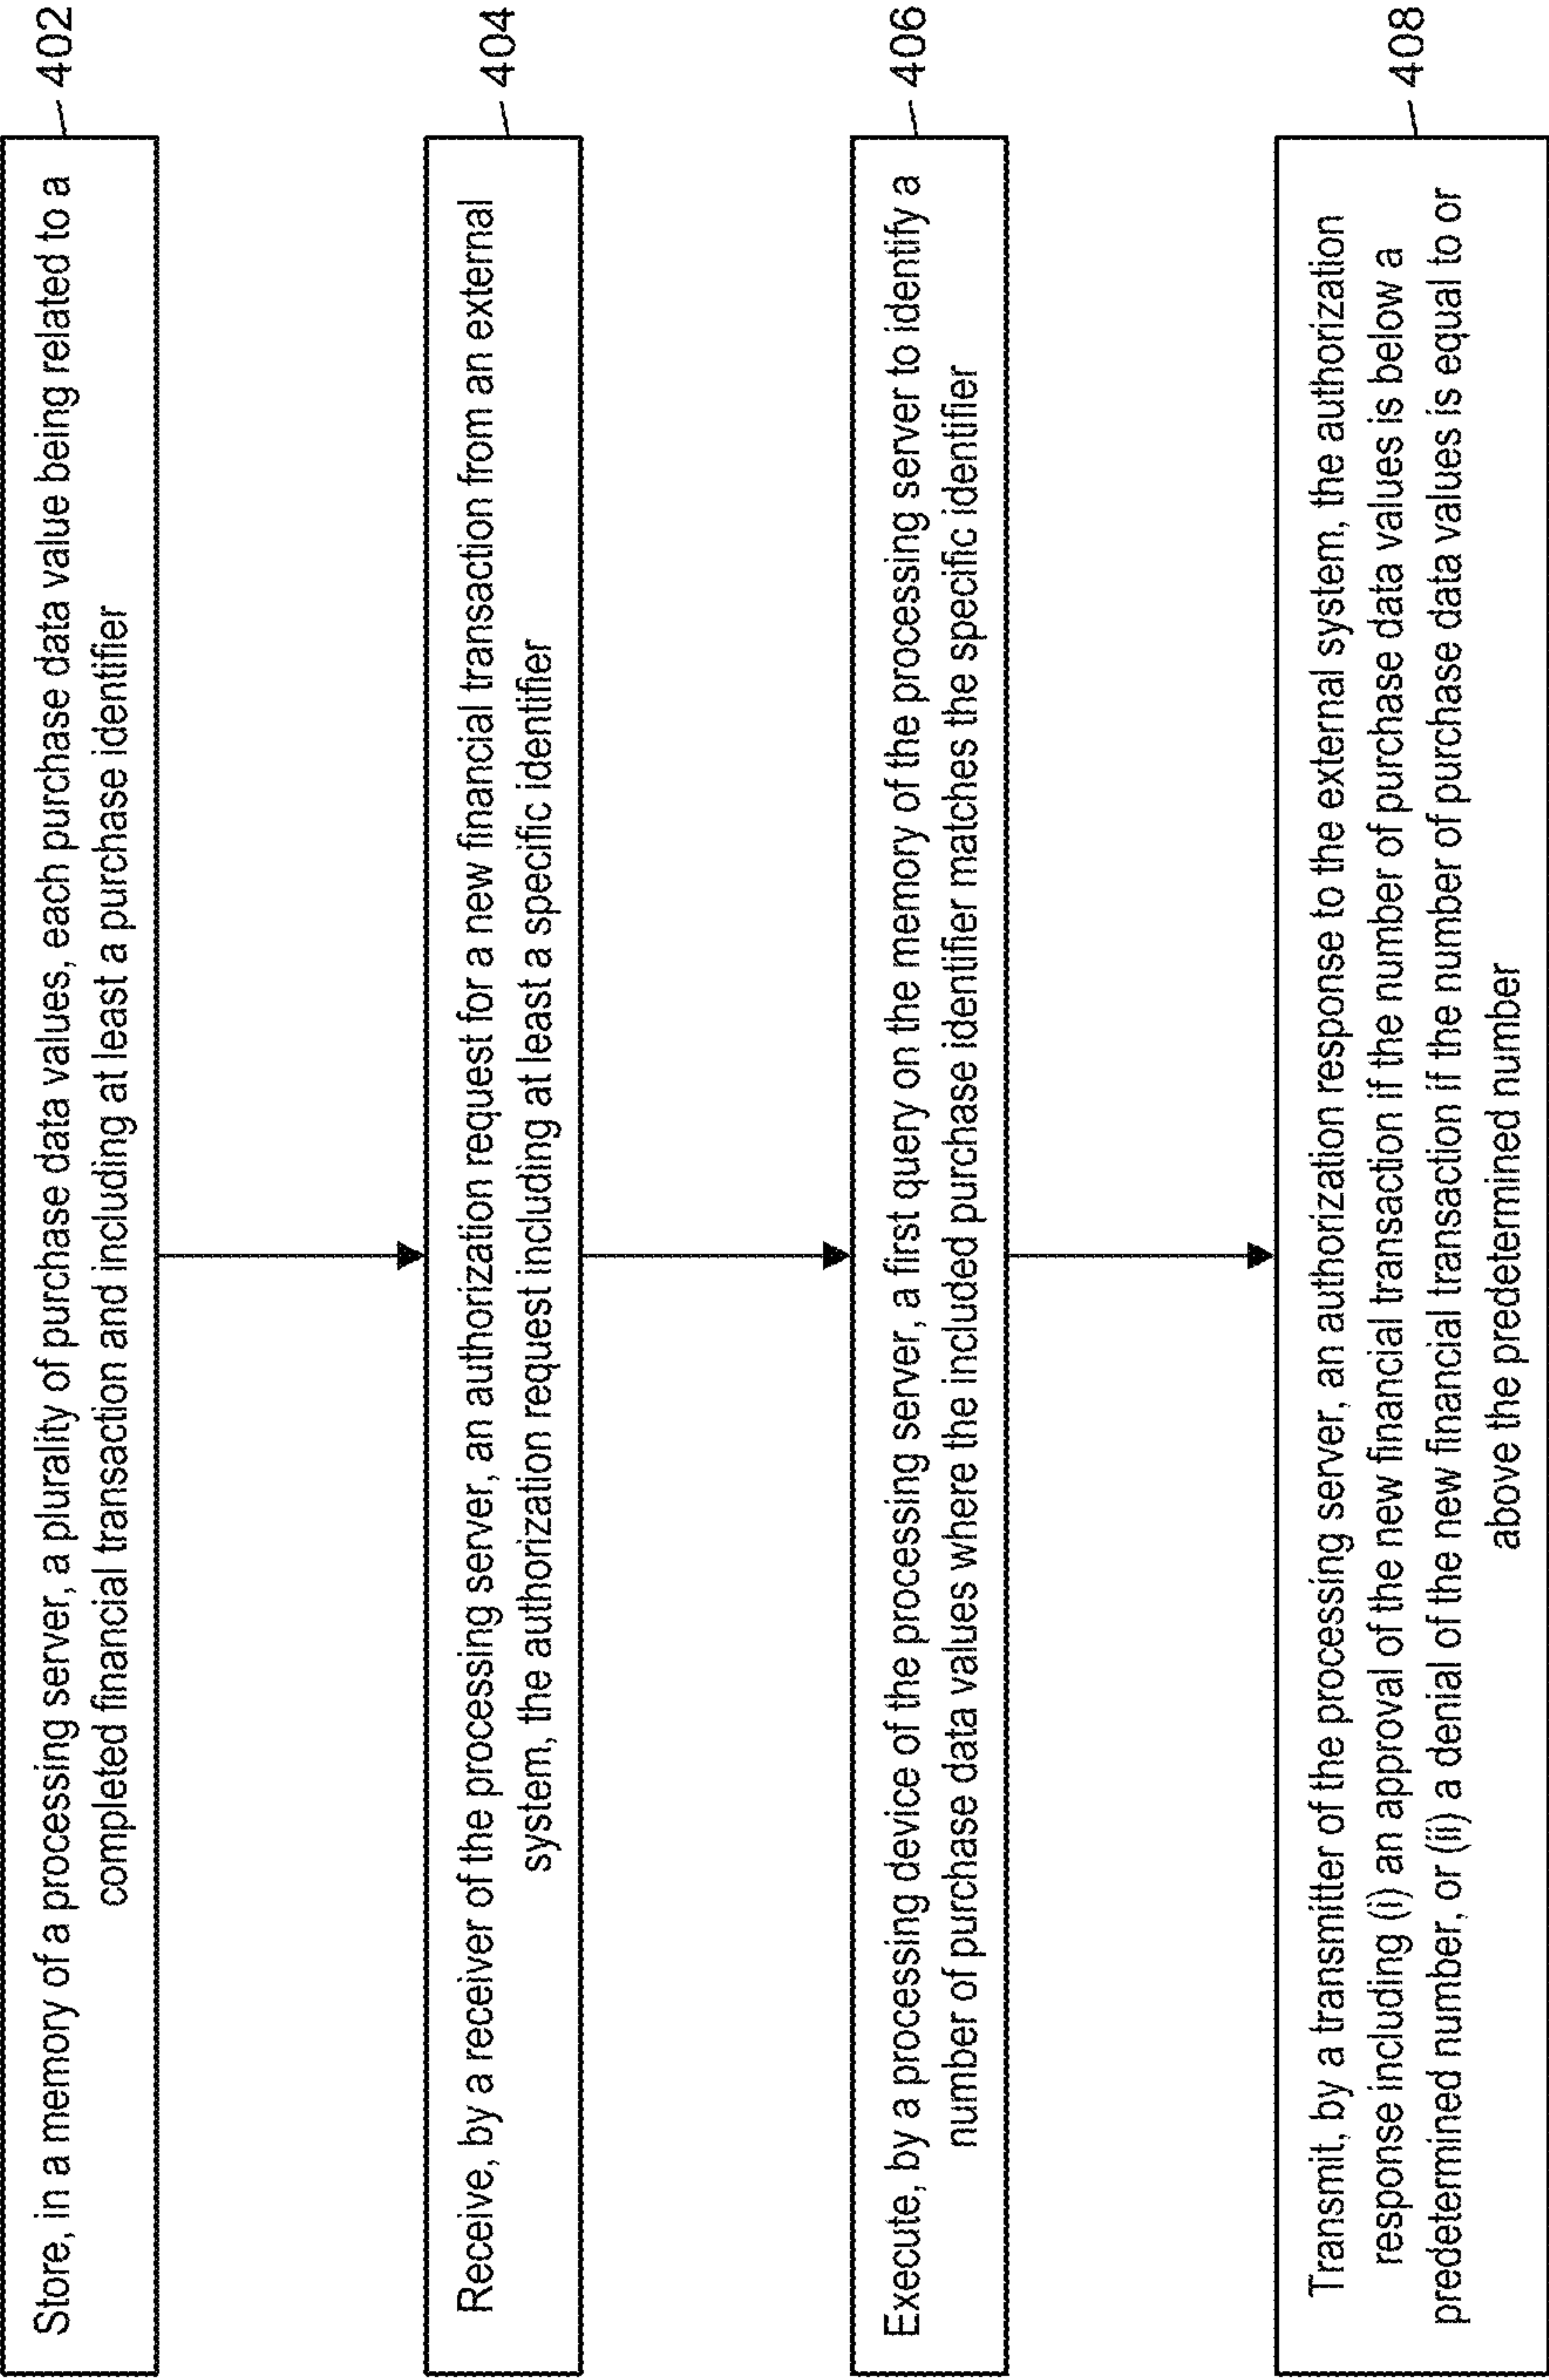 Store, in a memory of a processing server, a plurality of purchase data values, each purchase data value being related to a
completed financial transaction and including at least a purchase identifier
402
Receive, by a receiver of the processing server, an authorization request for a new financial transaction from an external
system, the authorization request including at least a specific identifier
404
Execute, by a processing device of the processing server, a first query on the memory of the processing server to identify a
number of purchase data values where the included purchase identifier matches the specific identifier
406
Transmit, by a transmitter of the processing server, an authorization response to the external system, the authorization
response including (i) an approval of the new financial transaction if the number of purchase data values is below a
predetermined number, or (ii) a denial of the new financial transaction if the number of purchase data values is equal to or
above the predetermined number
408